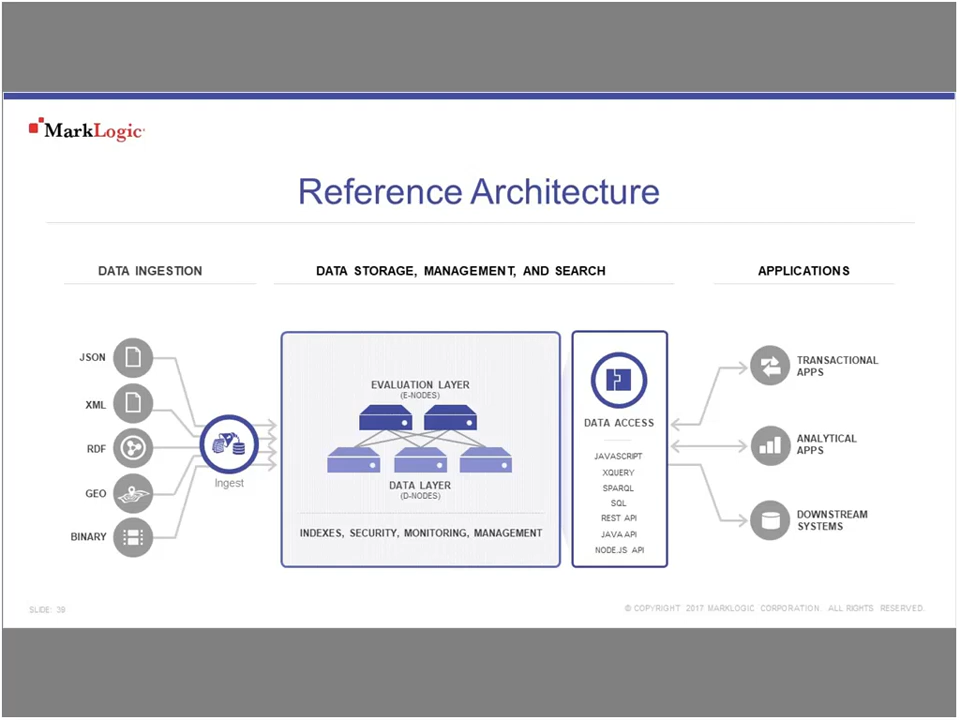 MarkLogic
Reference Architecture
DATA INGESTION
DATA STORAGE, MANAGEMENT, AND SEARCH
APPLICATIONS
JSON
XML
RDF
GEO
BINARY
Ingest
EVALUATION LAYER
(E-NODES)
DATA LAYER
(D-NODES)
INDEXES, SECURITY, MONITORING, MANAGEMENT
DATA ACCESS
JAVASCRIPT
XQUERY
SPARQL
SQL
REST API
JAVA API
NODE.JS API
TRANSACTIONAL
APPS
ANALYTICAL
APPS
DOWNSTREAM
SYSTEMS
SLIDE: 39
© COPYRIGHT 2017 MARKLOGIC CORPORATION. ALL RIGHTS RESERVED.